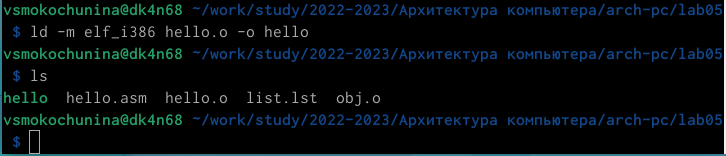 vsmokochunina@dk4n68 ~/work/study/2022-2023/Архитектура компьютера/arch-pc/lab05
$ ld -m elf_i386 hello.o -o hello
vsmokochunina@dk4n68 ~/work/study/2022-2023/Архитектура компьютера/arch-pc/lab05
$ ls
hello hello.asm hello.o list.lst obj.o
vsmokochunina@dk4n68 ~/work/study/2022-2023/Архитектура компьютера/arch-pc/lab05
$